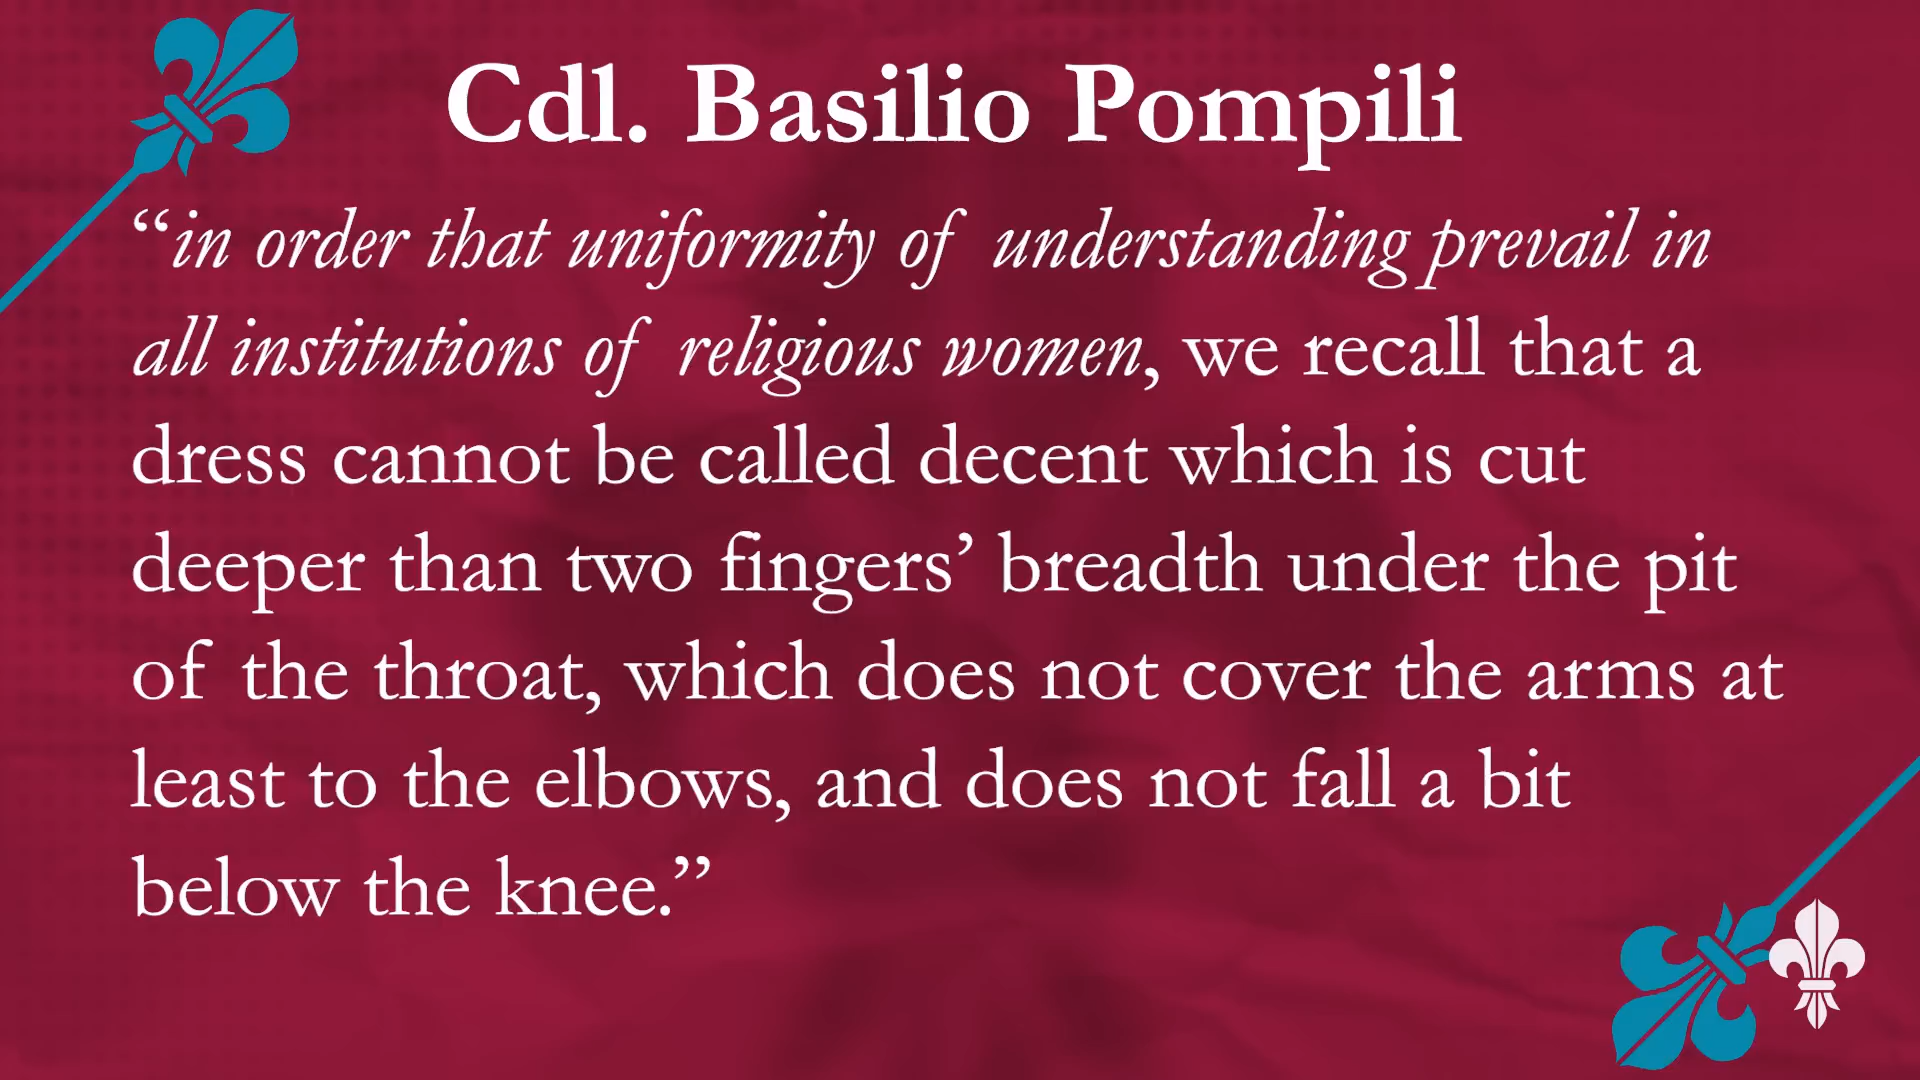 Cdl. Basilio Pompili
“in order that uniformity of understanding prevail in
all institutions of religious women, we recall that a
dress cannot be called decent which is cut
deeper than two fingers’ breadth under the pit
of the throat, which does not cover the arms at
least to the elbows, and does not fall a bit
below the knee.”